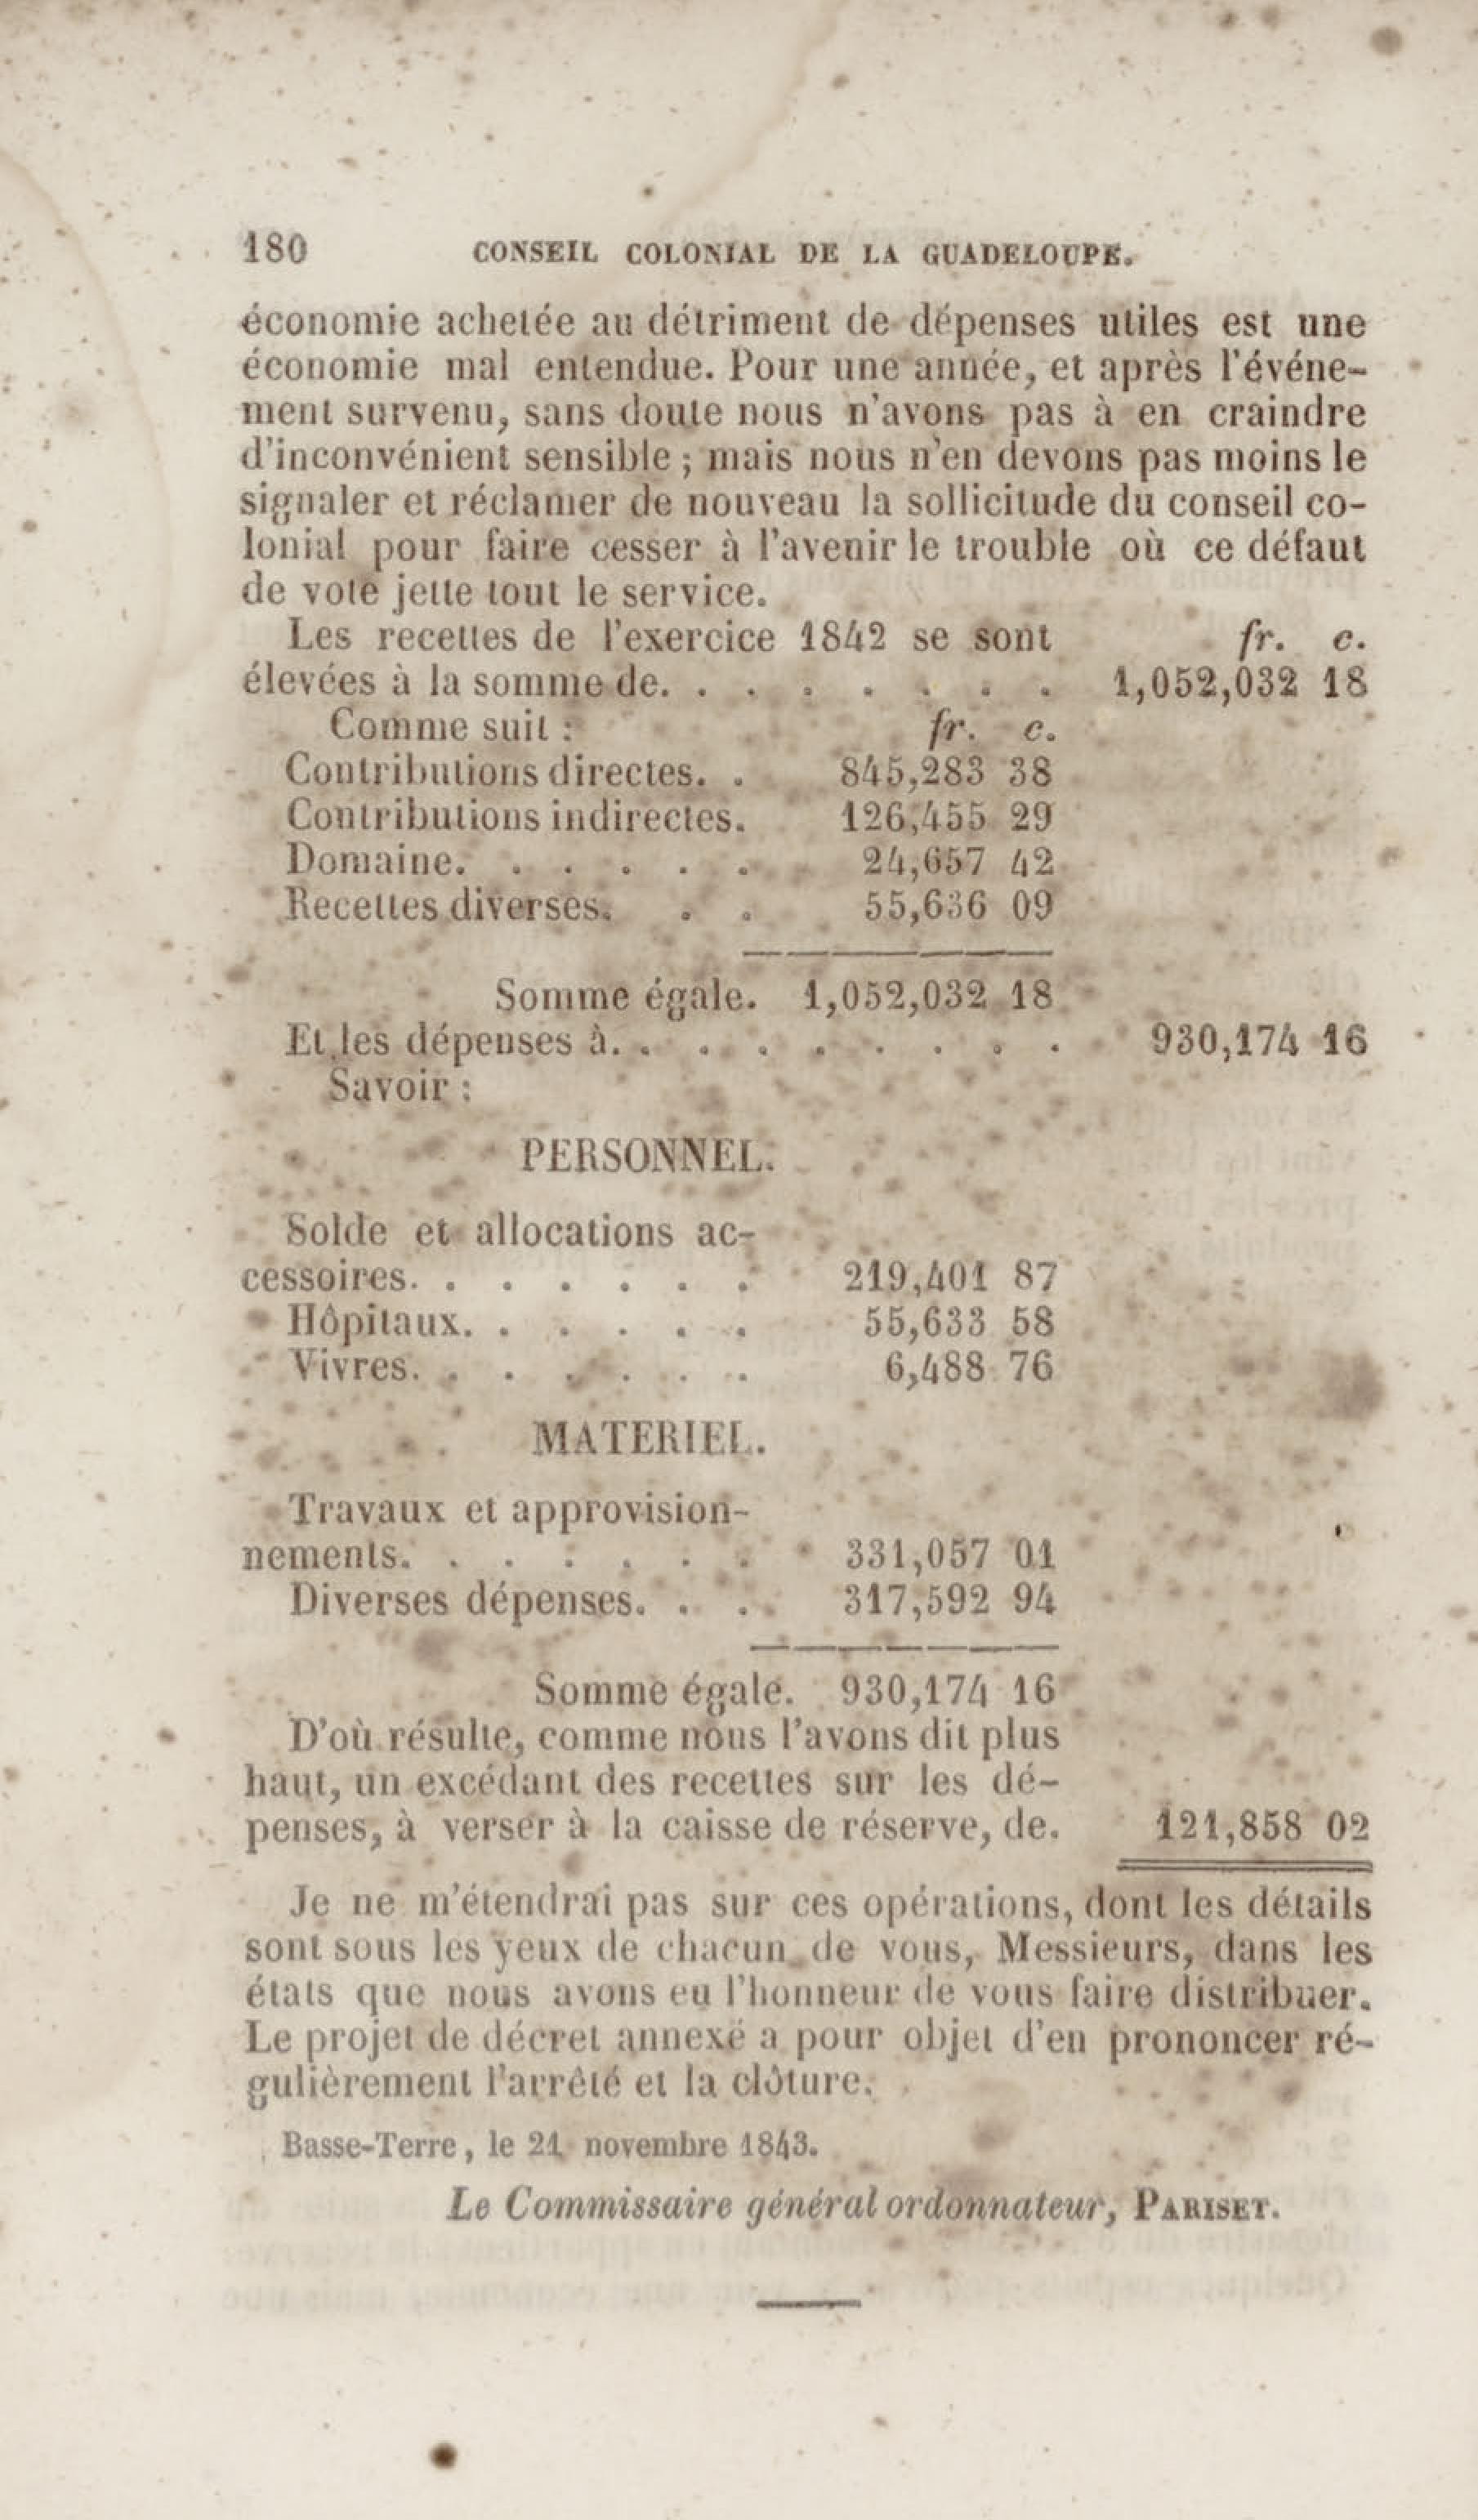 180 CONSEIL COLONIAL DE LA GUADELOUPE.
économie achetée au détriment de dépenses utiles est une
économie mal entendue. Pour une année, et après l'événe-
ment survenu, sans doute nous n'avons pas à en craindre
d'inconvénient sensible ; mais nous n'en devons pas moins le
signaler et réclamer de nouveau la sollicitude du conseil co-
lonial pour faire cesser à l'avenir le trouble où ce défaut
de vote jette tout le service.
Les recettes de l'exercice 1842 se sont fr. c.
élevées à la somme de. . . . . . . . 1,052,032 18
Comme suit : fr. c.
Contributions directes. . 845,283 38
Contributions indirectes. 126,455 29
Domaine. . . . . . 24,657 42
Recettes diverses. . . 55,636 09
Somme égale. 1,052,032 18
Et les dépenses à. . . . . . . . . 930,174 16
Savoir :
PERSONNEL.
Solde et allocations ac-
cessoires. . . . . . . 219,401 87
Hôpitaux. . . . . . 55,633 58
Vivres. . . . . . . 6,488 76
MATERIEL.
Travaux et approvision-
nements. . . . . . . 331,057 01
Diverses dépenses. . . 317,592 94
Somme égale. 930,174 16
D'où résulte, comme nous l'avons dit plus
haut, un excédant des recettes sur les dé-
penses, à verser à la caisse de réserve, de. 121,858 02
Je ne m'étendrai pas sur ces opérations, dont les détails
sont sous les yeux de chacun de vous, Messieurs, dans les
états que nous avons eu l'honneur de vous faire distribuer.
Le projet de décret annexé a pour objet d'en prononcer ré-
gulièrement l'arrêté et la clôture.
Basse-Terre, le 21 novembre 1843.
Le Commissaire général ordonnateur, PARISET.